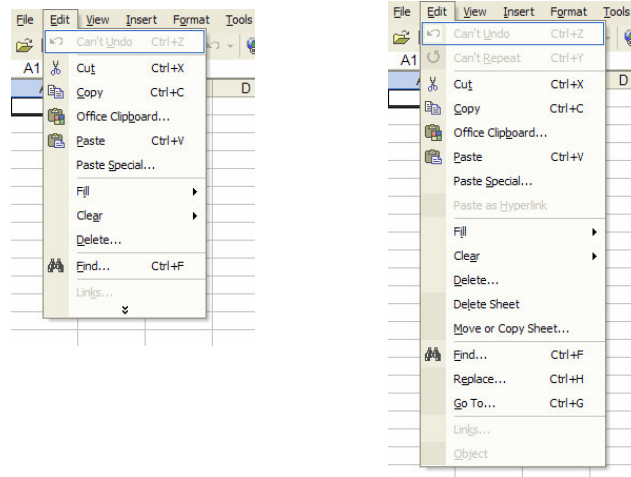 File Edit View Insert Format Tools
Can't Undo Ctrl+Z
A1
Cut Ctrl+X
Copy Ctrl+C
D
Office Clipboard...
Paste Ctrl+V
Paste Special...
Fill
Clear
Delete...
Find... Ctrl+F
Links...
File Edit View Insert Format Tools
Can't Undo Ctrl+Z
Can't Repeat Ctrl+Y
A1
Cut Ctrl+X
D
Copy Ctrl+C
Office Clipboard...
Paste Ctrl+V
Paste Special...
Paste as Hyperlink
Fill
Clear
Delete...
Delete Sheet
Move or Copy Sheet...
Find... Ctrl+F
Replace... Ctrl+H
Go To... Ctrl+G
Links...
Object